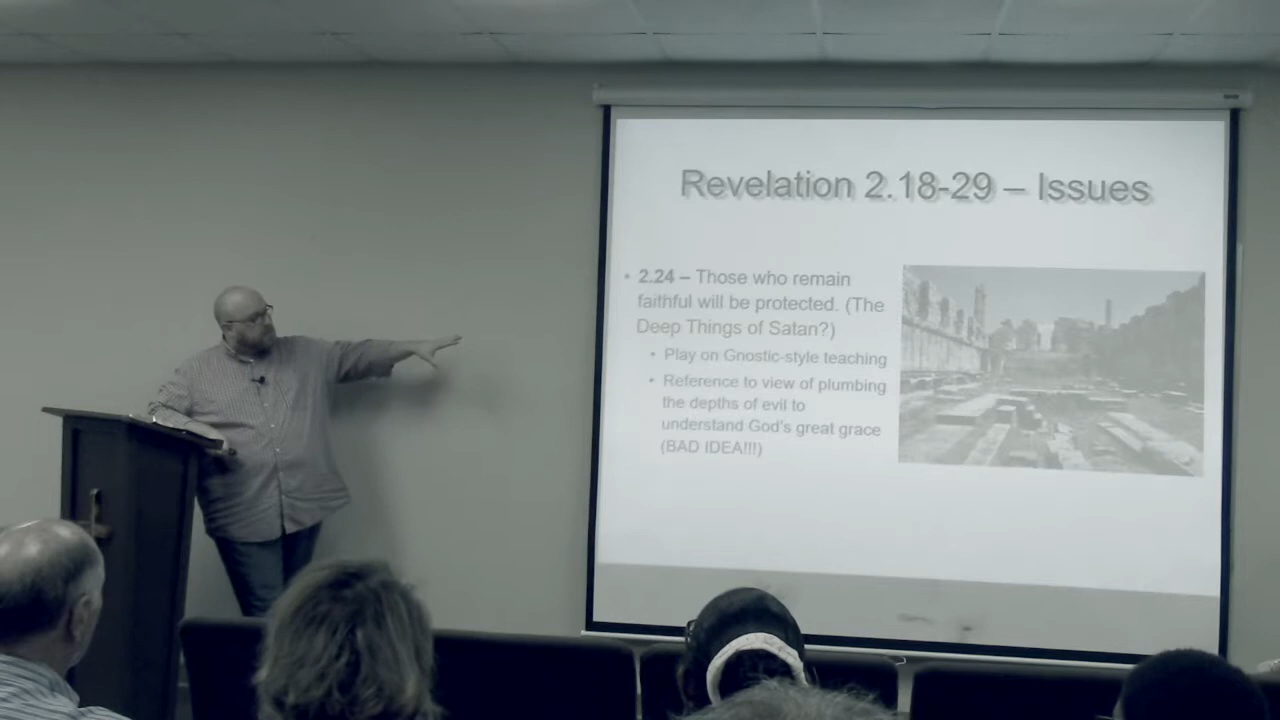 Revelation 2.18-29 – Issues
• 2.24 – Those who remain
faithful will be protected. (The
Deep Things of Satan?)
• Play on Gnostic-style teaching
• Reference to view of plumbing
the depths of evil to
understand God's great grace
(BAD IDEA!!!)